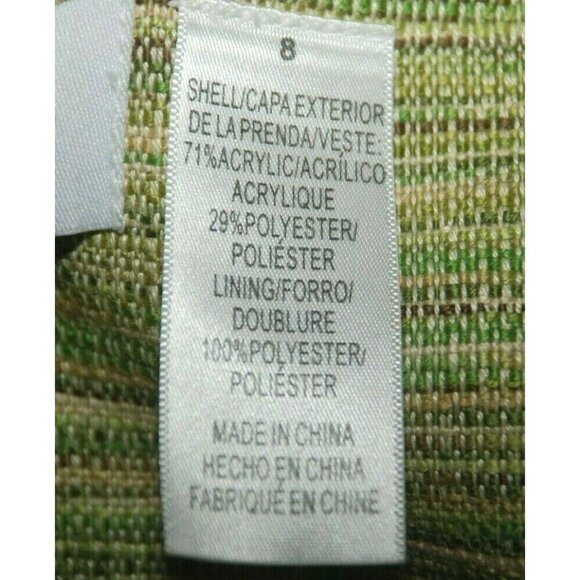 8
SHELL/CAPA EXTERIOR
DE LA PRENDA/VESTE:
71%ACRYLIC/ACRÍLICO
ACRYLIQUE
29%POLYESTER/
POLIÉSTER
LINING/FORRO/
DOUBLURE
100%POLYESTER/
POLIÉSTER
MADE IN CHINA
HECHO EN CHINA
FABRIQUÉ EN CHINE